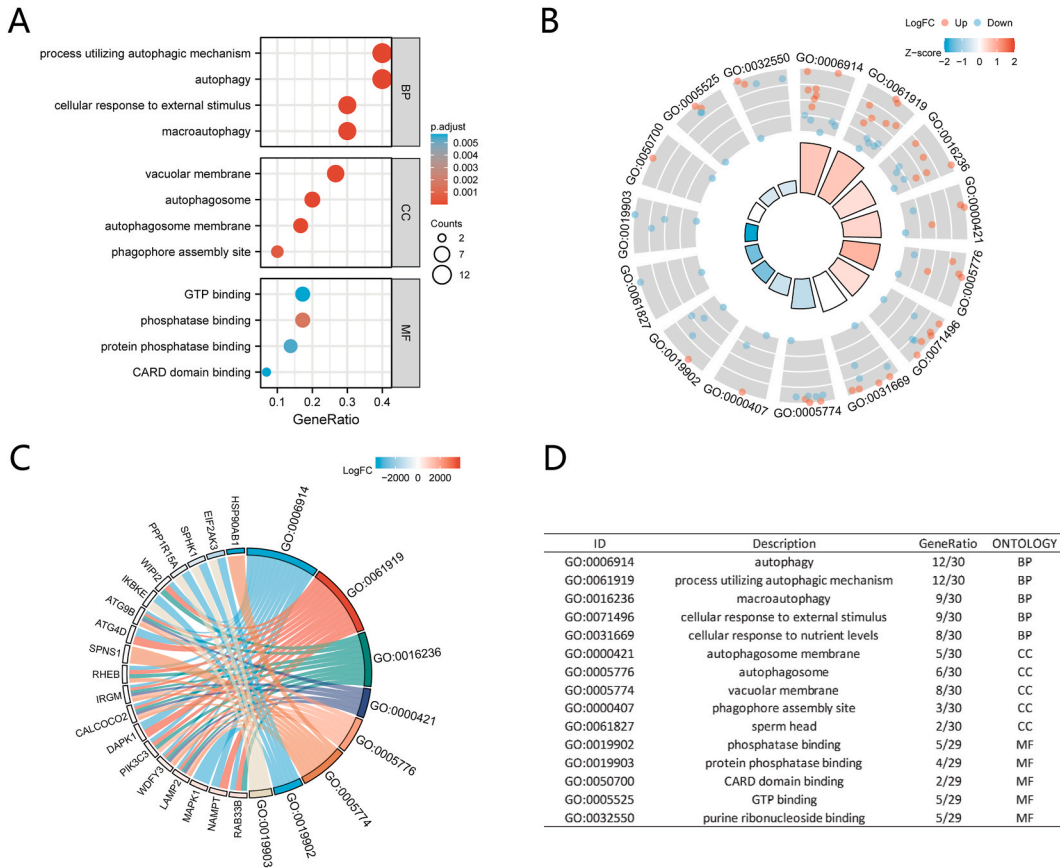 A
process utilizing autophagic mechanism
autophagy
cellular response to external stimulus
macroautophagy
BP
vacuolar membrane
autophagosome
autophagosome membrane
phagophore assembly site
CC
GTP binding
phosphatase binding
protein phosphatase binding
CARD domain binding
MF
0.1 0.2 0.3 0.4
GeneRatio
p.adjust
0.005
0.004
0.003
0.002
0.001
Counts
2
7
12
B
LogFC Up Down
Z-score
−2 −1 0 1 2
GO:0006914
GO:0061919
GO:0016236
GO:0000421
GO:0005776
GO:0071496
GO:0031669
GO:0005774
GO:0000407
GO:0019902
GO:0061827
GO:0019903
GO:0050700
GO:0005525
GO:0032550
C
LogFC
−2000 0 2000
HSP90AB1
EIF2AK3
SPHK1
PPP1R15A
WIPI2
IKBKE
ATG9B
ATG4D
SPNS1
RHEB
IRGM
CALCOCO2
DAPK1
PIK3C3
WDFY3
LAMP2
MAPK1
NAMPT
RAB33B
GO:0006914
GO:0061919
GO:0016236
GO:0000421
GO:0005776
GO:0005774
GO:0019902
GO:0019903
D
ID Description GeneRatio ONTOLOGY
GO:0006914 autophagy 12/30 BP
GO:0061919 process utilizing autophagic mechanism 12/30 BP
GO:0016236 macroautophagy 9/30 BP
GO:0071496 cellular response to external stimulus 9/30 BP
GO:0031669 cellular response to nutrient levels 8/30 BP
GO:0000421 autophagosome membrane 5/30 CC
GO:0005776 autophagosome 6/30 CC
GO:0005774 vacuolar membrane 8/30 CC
GO:0000407 phagophore assembly site 3/30 CC
GO:0061827 sperm head 2/30 CC
GO:0019902 phosphatase binding 5/29 MF
GO:0019903 protein phosphatase binding 4/29 MF
GO:0050700 CARD domain binding 2/29 MF
GO:0005525 GTP binding 5/29 MF
GO:0032550 purine ribonucleoside binding 5/29 MF